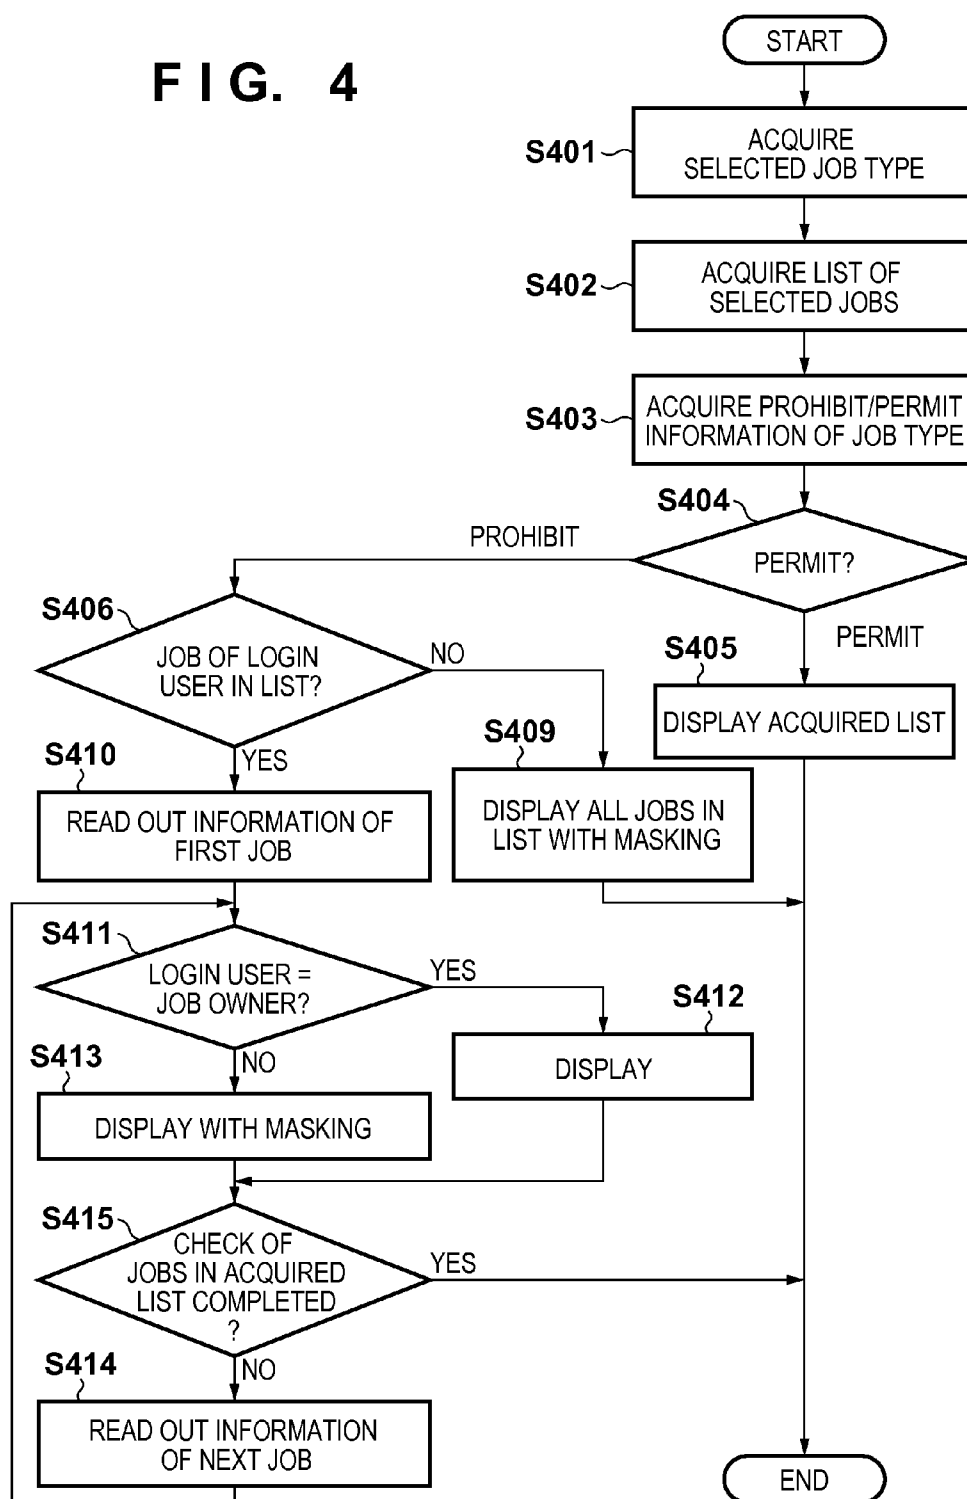 FIG. 4
START
S401
ACQUIRE
SELECTED JOB TYPE
S402
ACQUIRE LIST OF
SELECTED JOBS
S403
ACQUIRE PROHIBIT/PERMIT
INFORMATION OF JOB TYPE
S404
PROHIBIT
PERMIT?
PERMIT
S405
DISPLAY ACQUIRED LIST
S406
JOB OF LOGIN
USER IN LIST?
NO
YES
S409
DISPLAY ALL JOBS IN
LIST WITH MASKING
S410
READ OUT INFORMATION OF
FIRST JOB
S411
LOGIN USER =
JOB OWNER?
YES
NO
S412
DISPLAY
S413
DISPLAY WITH MASKING
S415
CHECK OF
JOBS IN ACQUIRED
LIST COMPLETED
?
YES
NO
S414
READ OUT INFORMATION
OF NEXT JOB
END